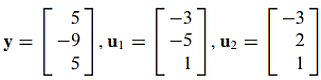 y = [5 -9 5], u₁ = [-3 -5 1], u₂ = [-3 2 1]